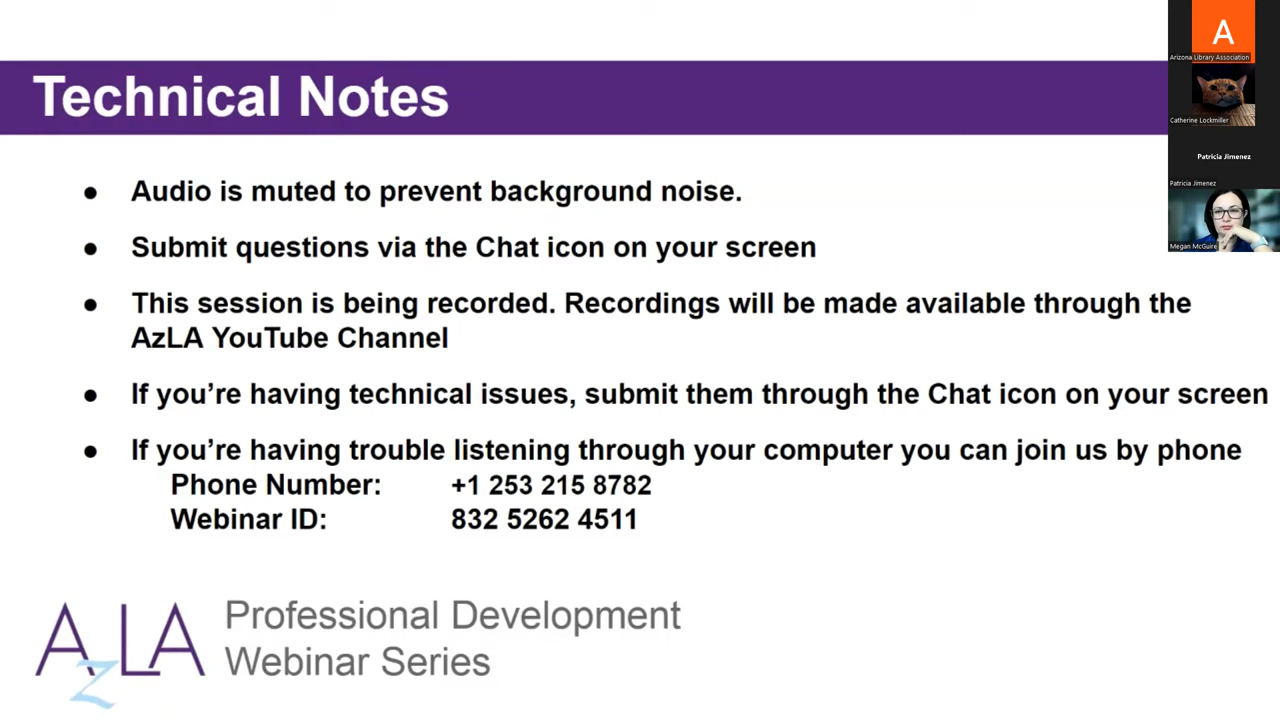 Technical Notes
● Audio is muted to prevent background noise.
● Submit questions via the Chat icon on your screen
● This session is being recorded. Recordings will be made available through the
AzLA YouTube Channel
● If you’re having technical issues, submit them through the Chat icon on your screen
● If you’re having trouble listening through your computer you can join us by phone
Phone Number: +1 253 215 8782
Webinar ID: 832 5262 4511
AzLA
Professional Development
Webinar Series
A
Arizona Library Association
Catherine Lockmiller
Patricia Jimenez
Patricia Jimenez
Megan McGuire